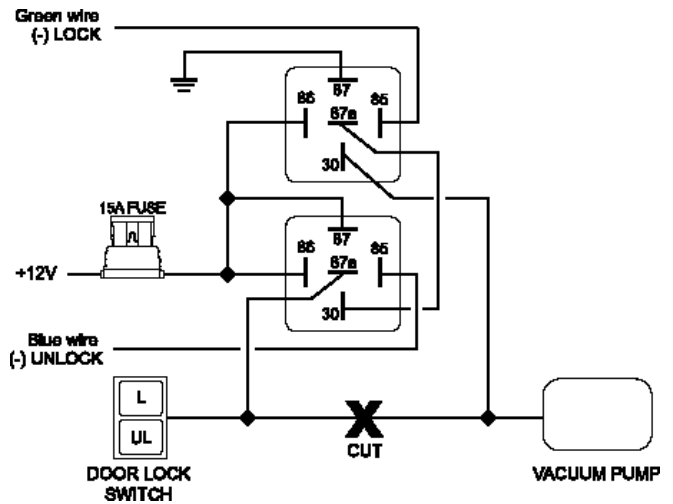 Green wire
(-) LOCK
87
86
85
87a
30
15A FUSE
87
86
85
87a
30
+12V
Blue wire
(-) UNLOCK
L
UL
X
CUT
DOOR LOCK
SWITCH
VACUUM PUMP